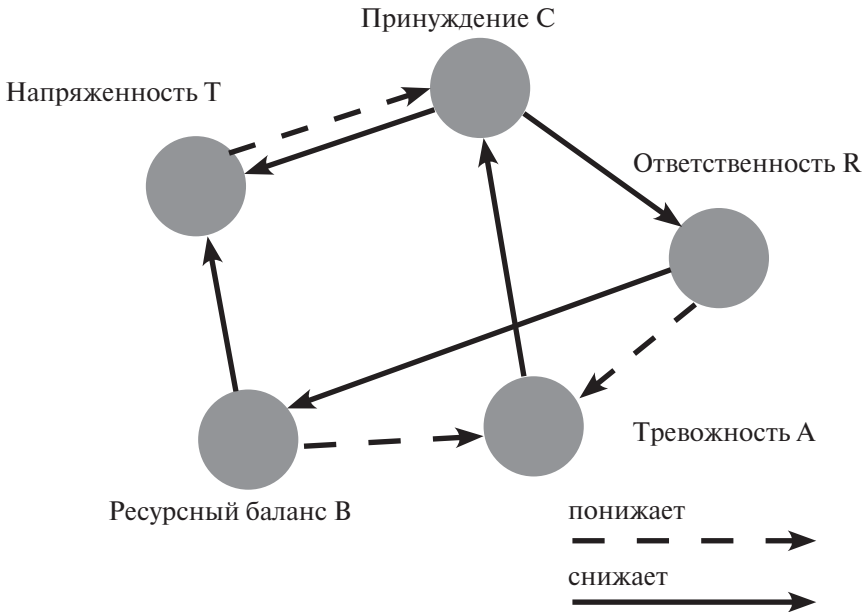 Принуждение C
Напряженность T
Ответственность R
Тревожность A
Ресурсный баланс B
понижает
снижает